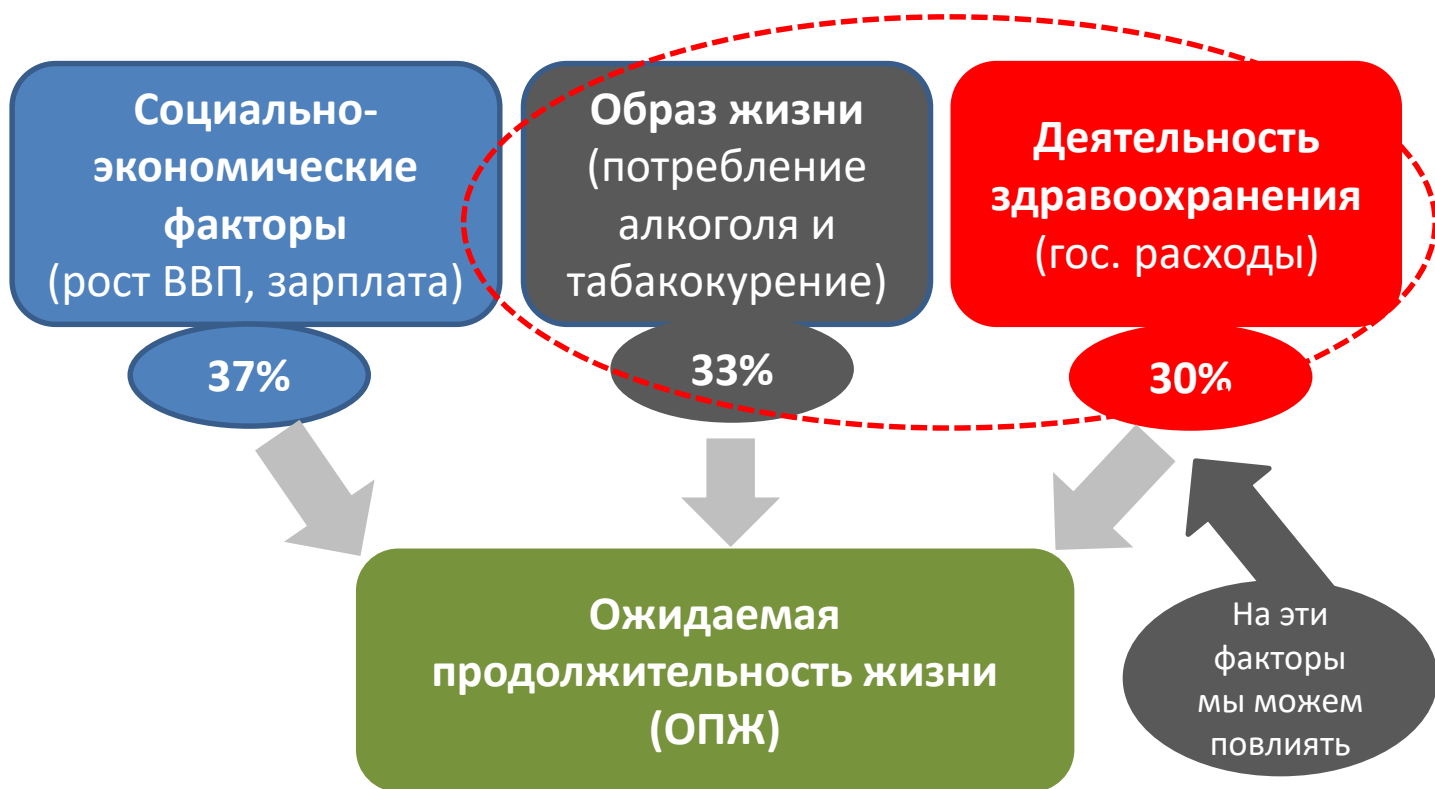 Социально-
экономические
факторы
(рост ВВП, зарплата)
37%
Образ жизни
(потребление
алкоголя и
табакокурение)
33%
Деятельность
здравоохранения
(гос. расходы)
30%
Ожидаемая
продолжительность жизни
(ОПЖ)
На эти
факторы
мы можем
повлиять